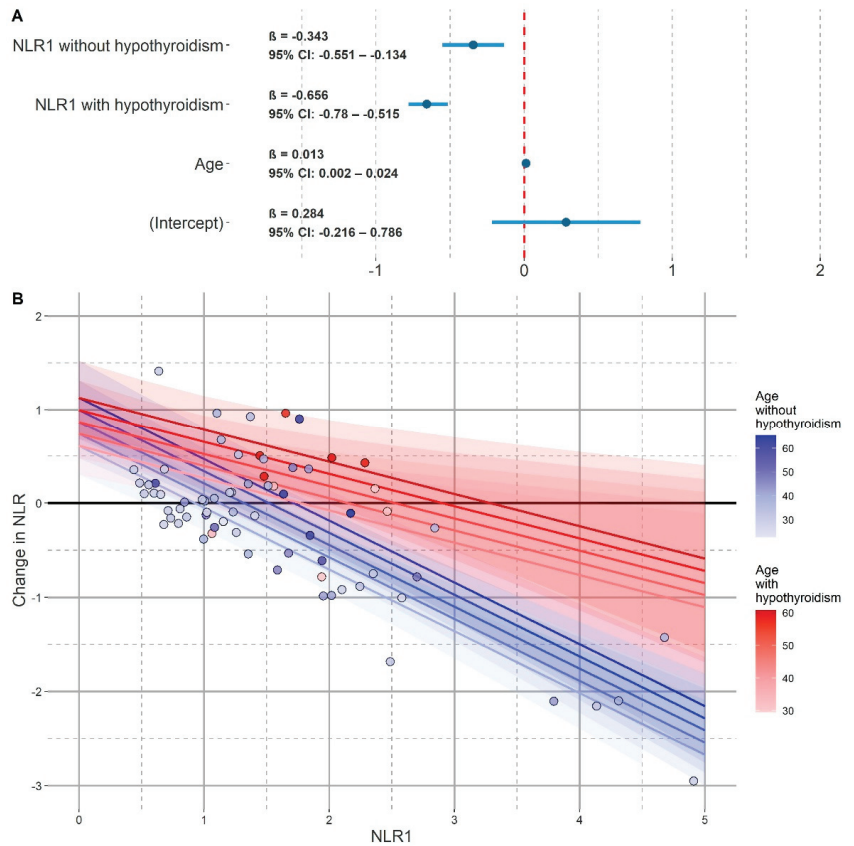 A
NLR1 without hypothyroidism
ß = -0.343
95% CI: -0.551 – -0.134
NLR1 with hypothyroidism
ß = -0.656
95% CI: -0.78 – -0.515
Age
ß = 0.013
95% CI: 0.002 – 0.024
(Intercept)
ß = 0.284
95% CI: -0.216 – 0.786
-1 0 1 2
B
Change in NLR
2
1
0
-1
-2
-3
0 1 2 3 4 5
NLR1
Age
without
hypothyroidism
60
50
40
30
Age
with
hypothyroidism
60
50
40
30